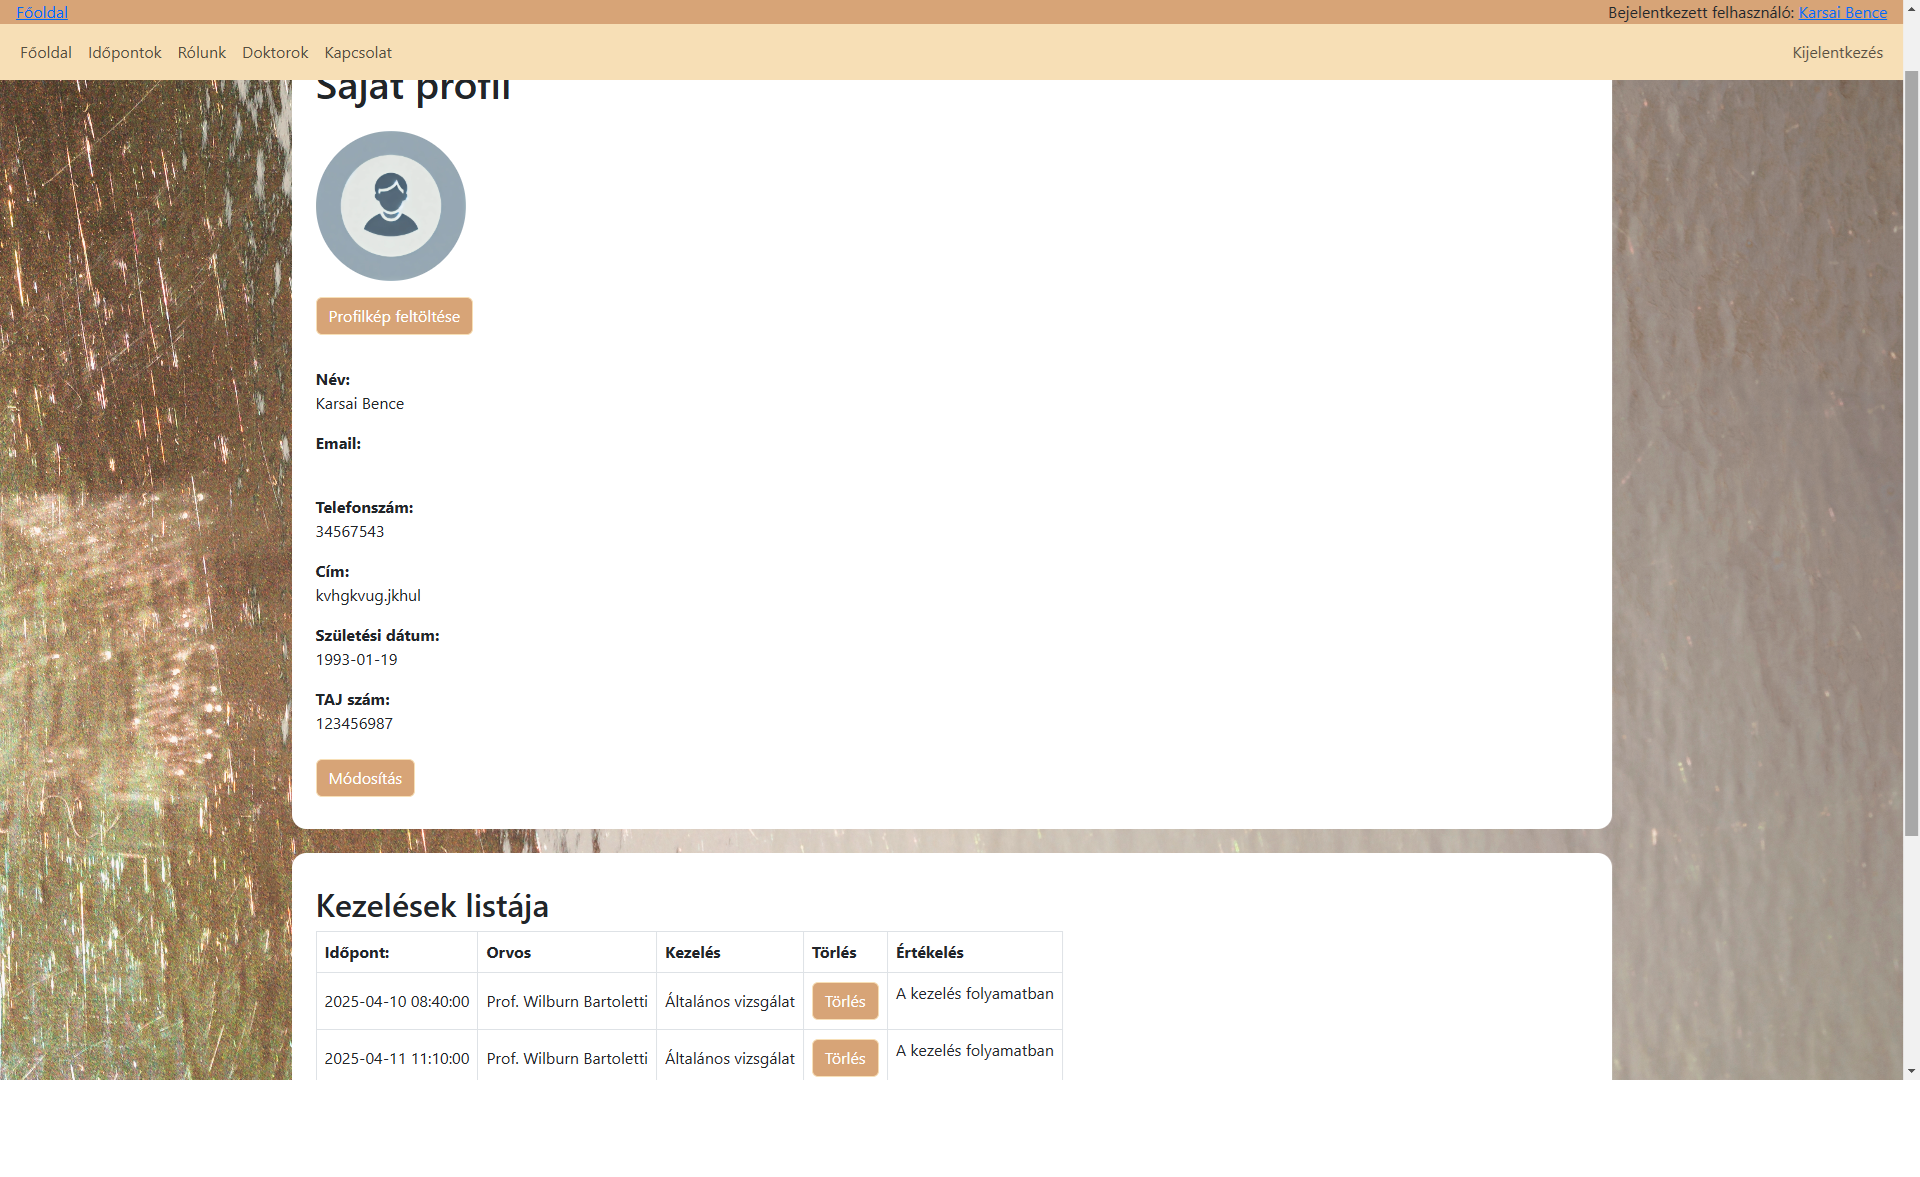 Főoldal
Bejelentkezett felhasználó: Karsai Bence
Főoldal Időpontok Rólunk Doktorok Kapcsolat
Kijelentkezés
Saját profil
Profilkép feltöltése
Név:
Karsai Bence
Email:
Telefonszám:
34567543
Cím:
kvhgkvug.jkhul
Születési dátum:
1993-01-19
TAJ szám:
123456987
Módosítás
Kezelések listája
Időpont: Orvos Kezelés Törlés Értékelés
2025-04-10 08:40:00 Prof. Wilburn Bartoletti Általános vizsgálat Törlés A kezelés folyamatban
2025-04-11 11:10:00 Prof. Wilburn Bartoletti Általános vizsgálat Törlés A kezelés folyamatban